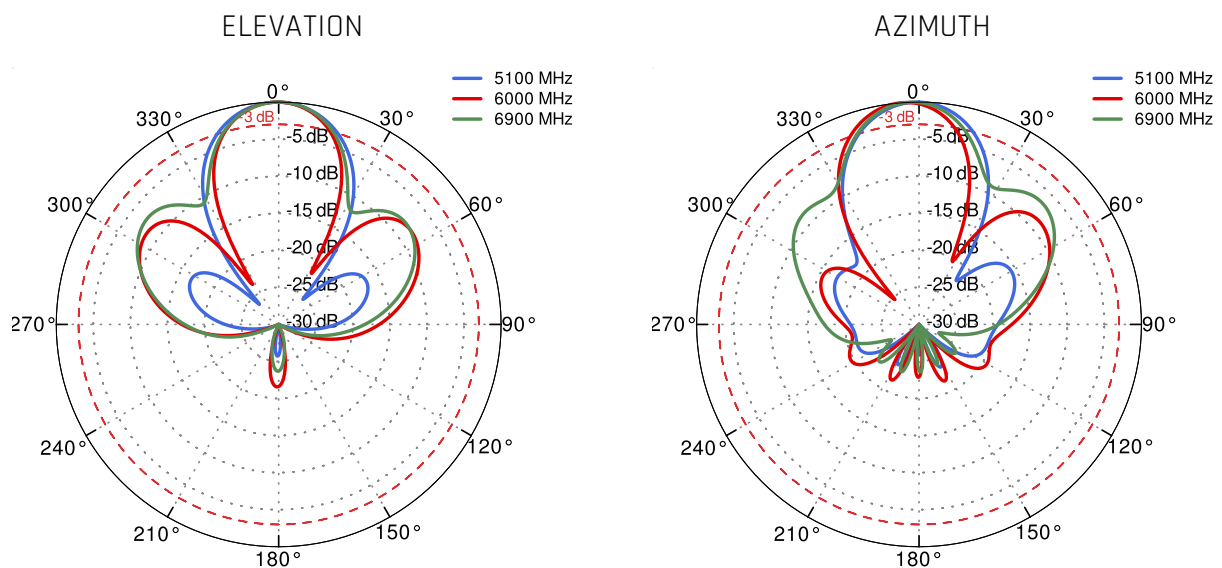 ELEVATION
5100 MHz
6000 MHz
6900 MHz
0°
330°
30°
-3 dB
-5 dB
-10 dB
300°
60°
-15 dB
-20 dB
-25 dB
270°
-30 dB
90°
240°
120°
210°
150°
180°
AZIMUTH
5100 MHz
6000 MHz
6900 MHz
0°
330°
30°
-3 dB
-5 dB
-10 dB
300°
60°
-15 dB
-20 dB
-25 dB
270°
-30 dB
90°
240°
120°
210°
150°
180°